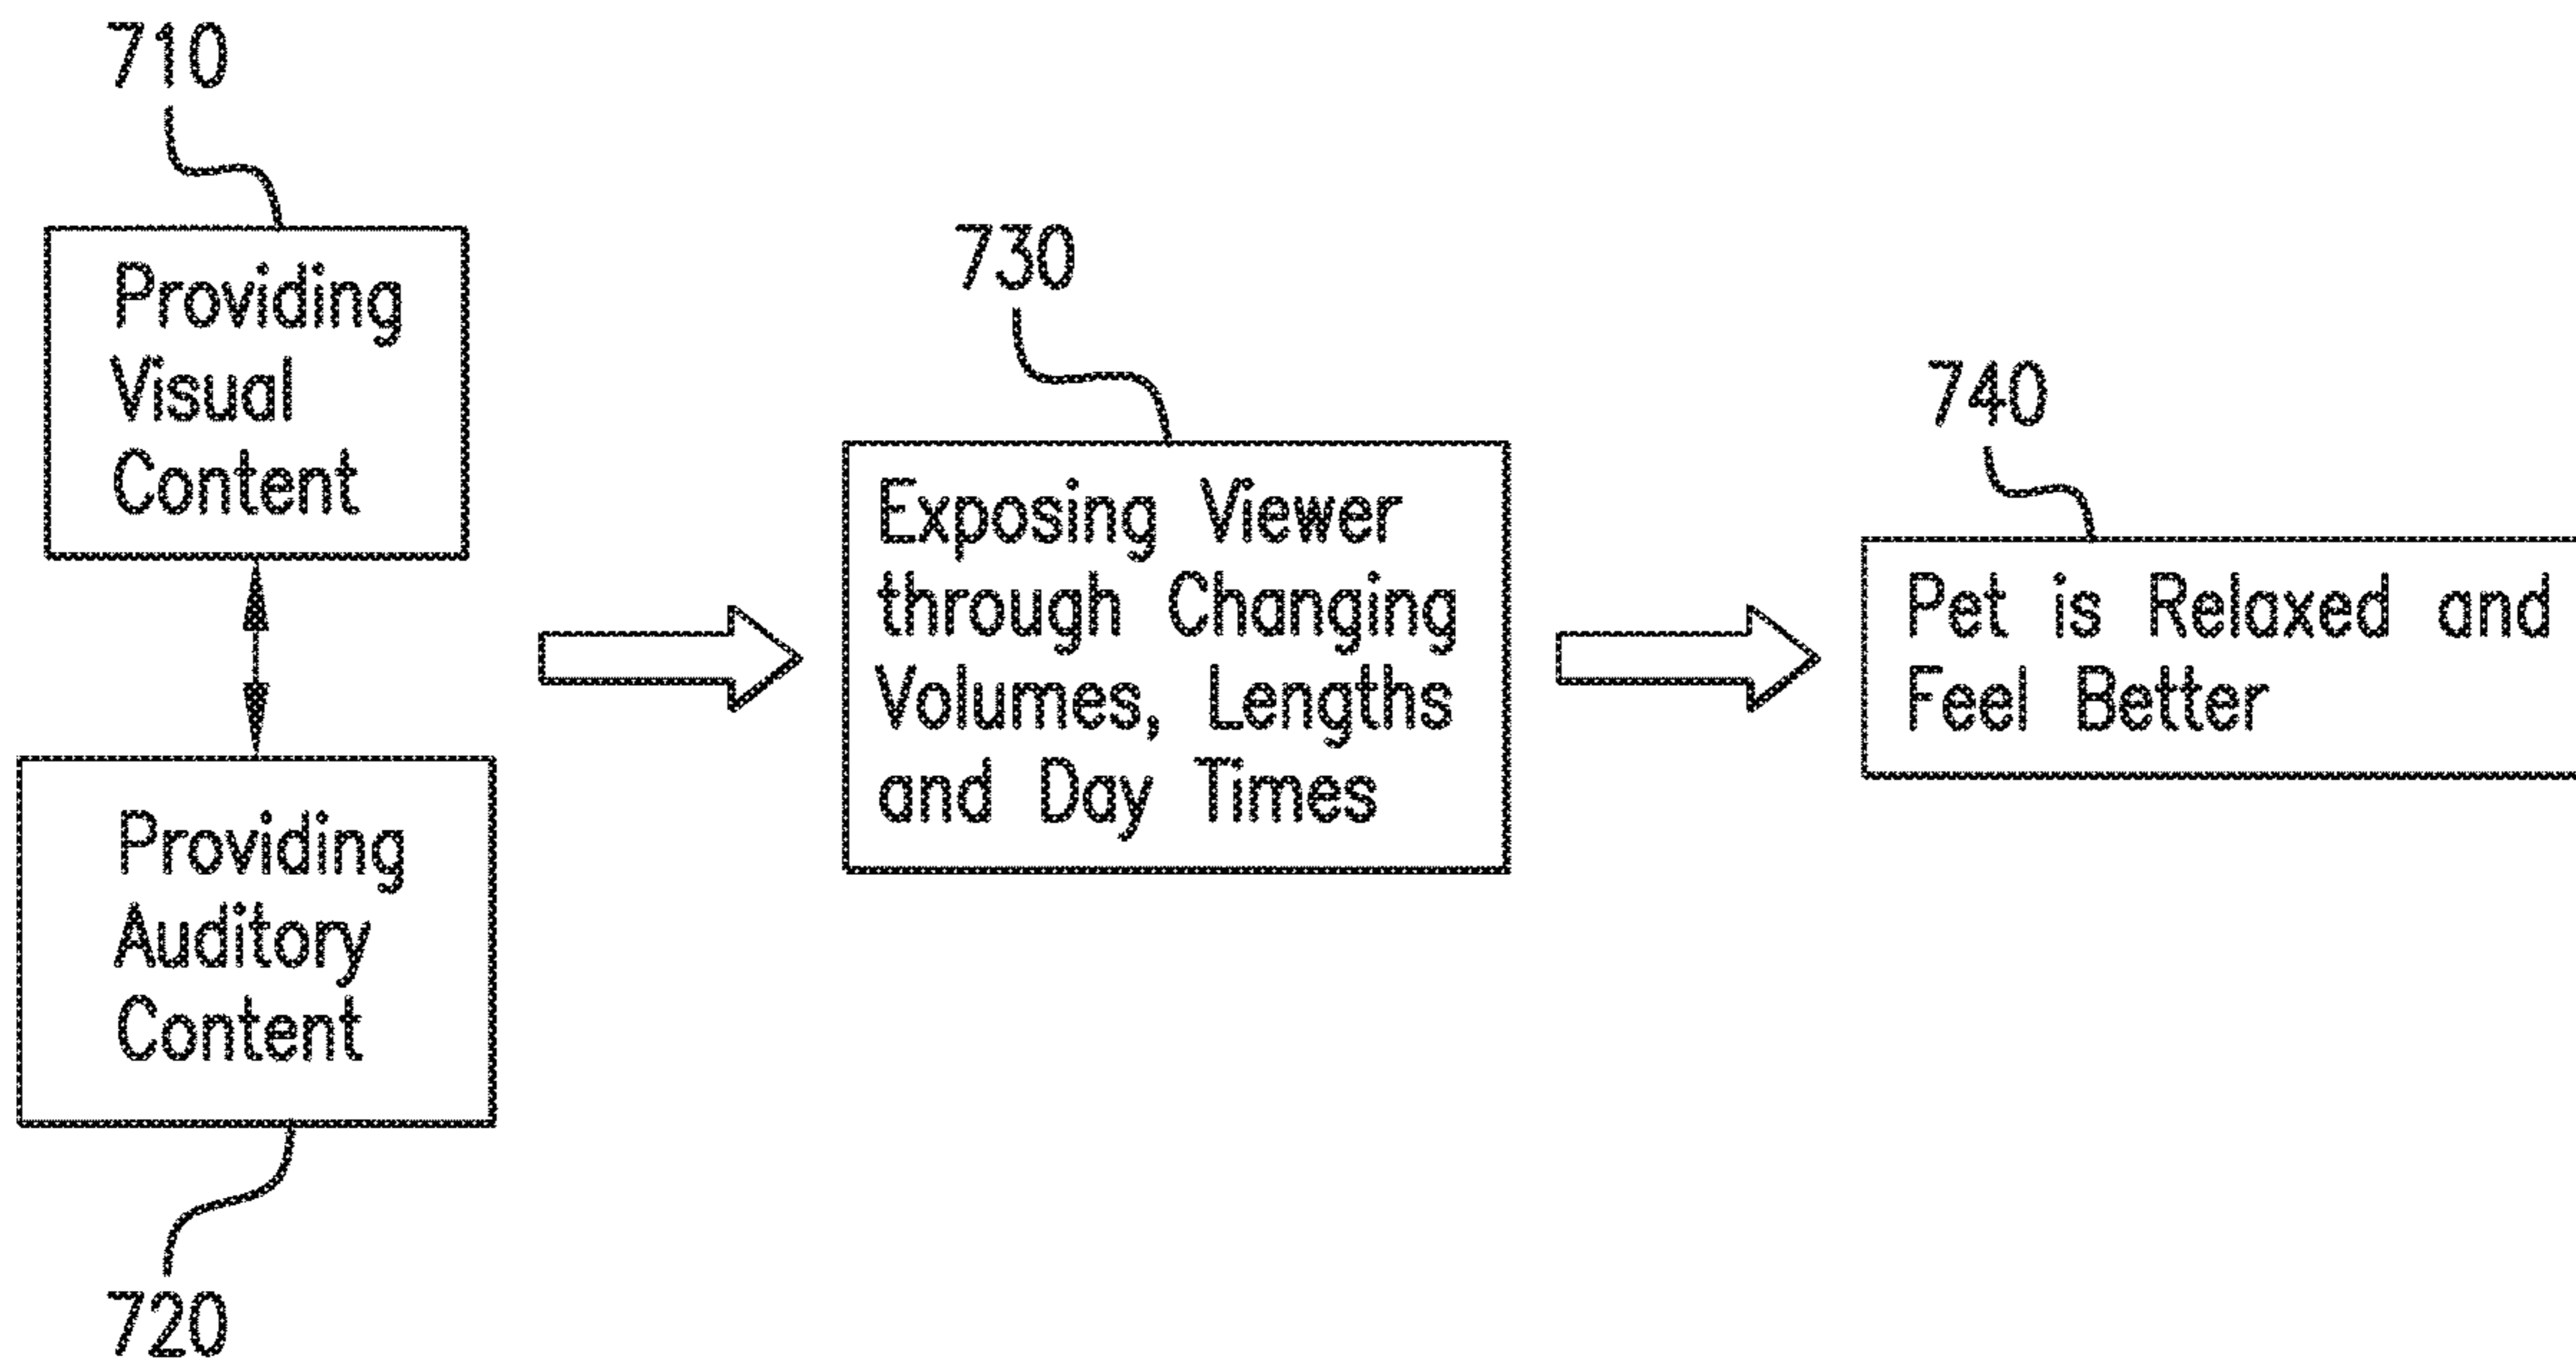 710
Providing
Visual
Content
Providing
Auditory
Content
720
730
Exposing Viewer
through Changing
Volumes, Lengths
and Day Times
740
Pet is Relaxed and
Feel Better